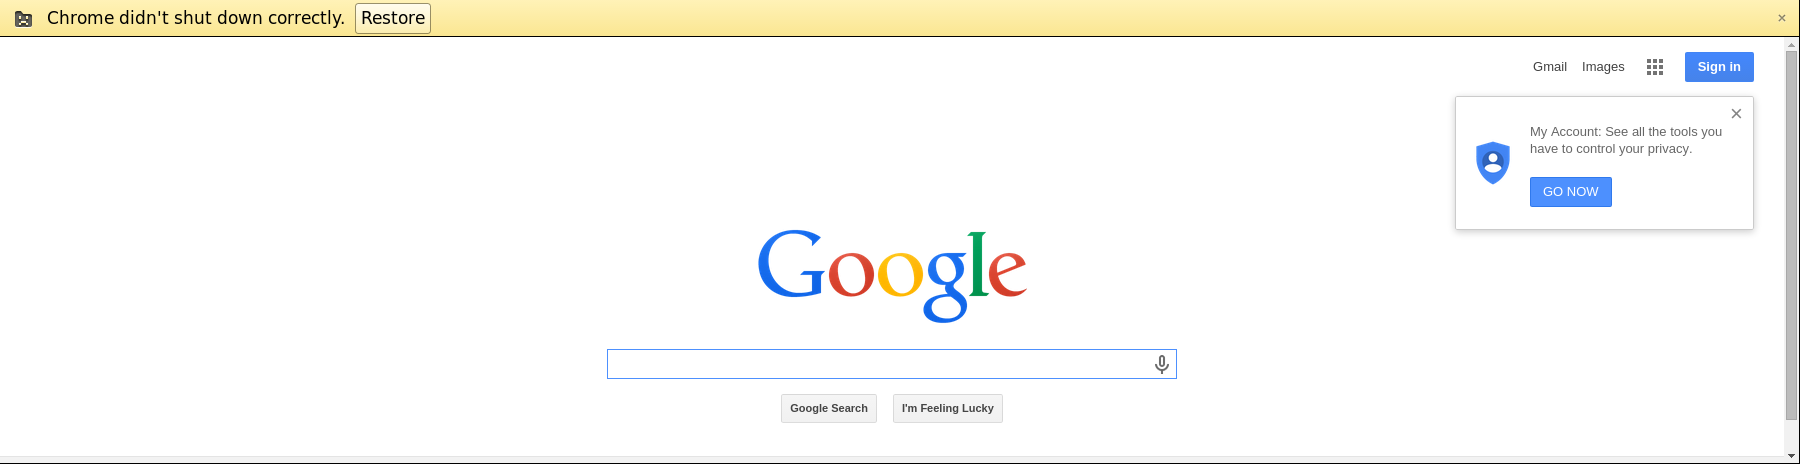 Chrome didn't shut down correctly. Restore
Gmail Images Sign in
My Account: See all the tools you
have to control your privacy.
GO NOW
Google
Google Search I'm Feeling Lucky